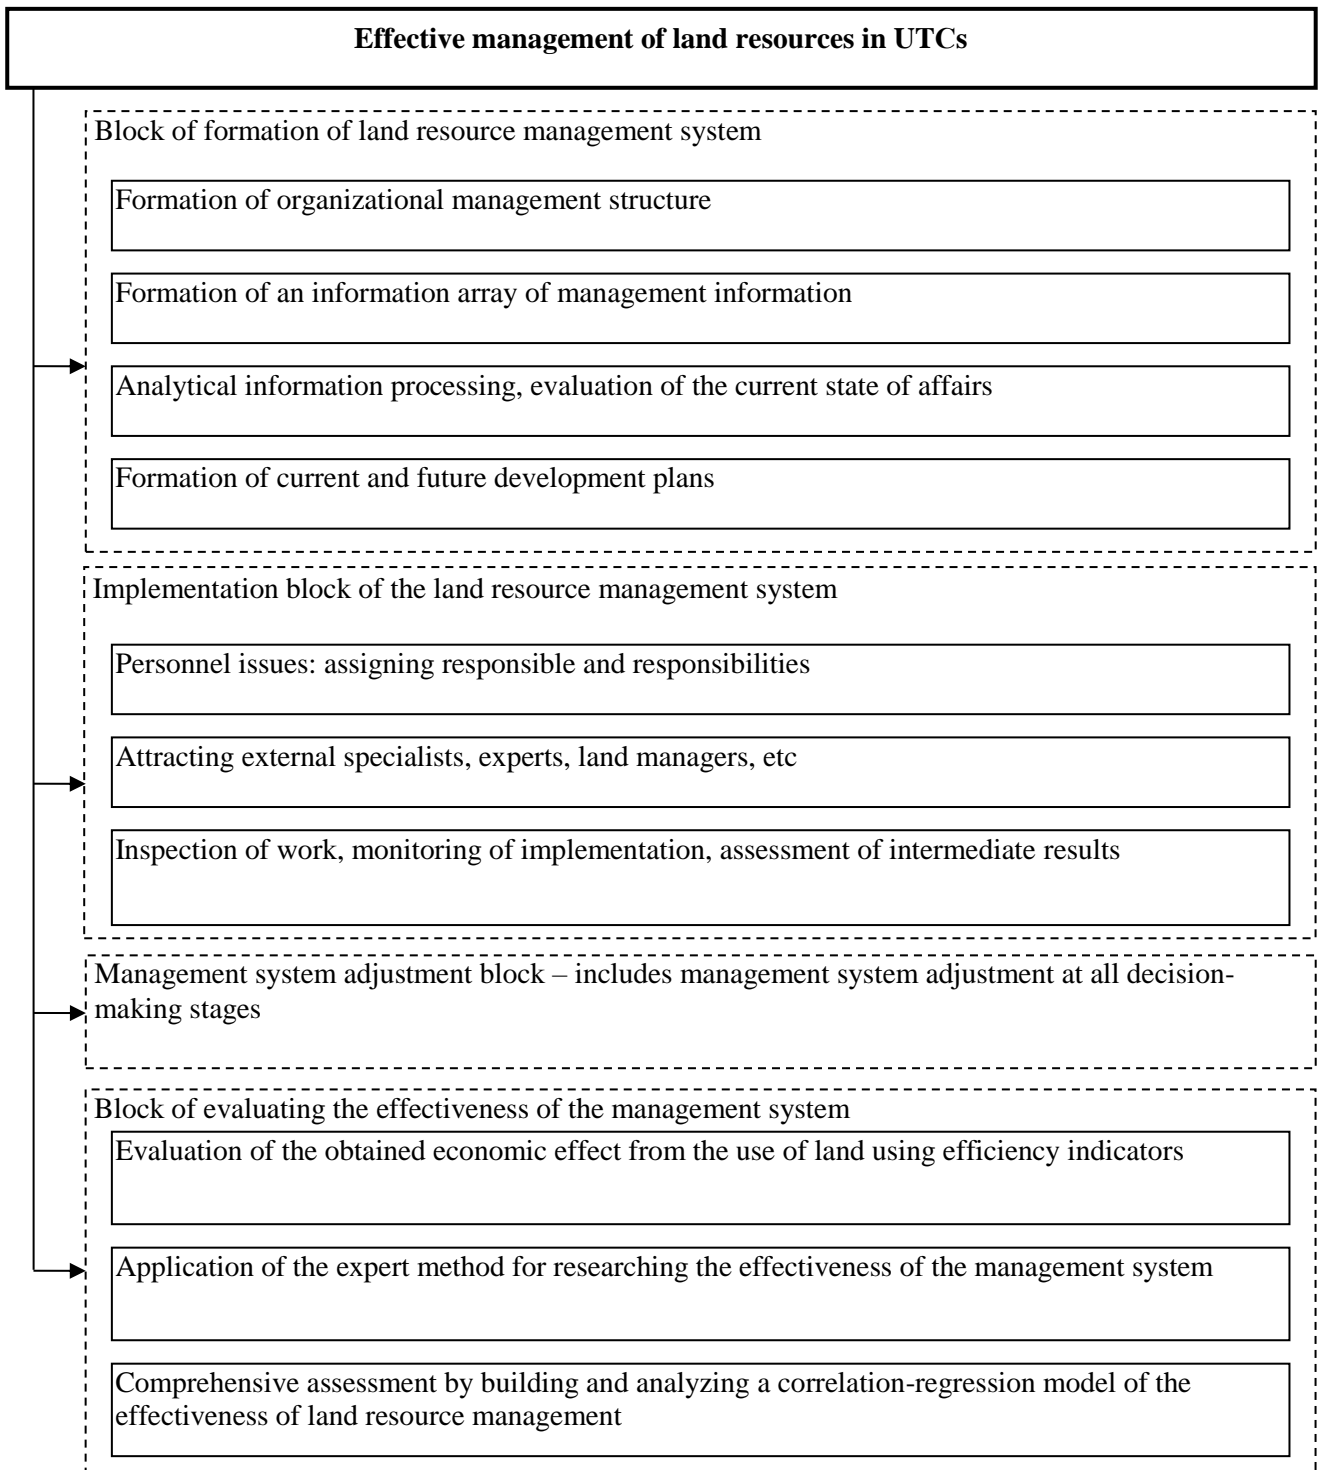 Effective management of land resources in UTCs
Block of formation of land resource management system
Formation of organizational management structure
Formation of an information array of management information
Analytical information processing, evaluation of the current state of affairs
Formation of current and future development plans
Implementation block of the land resource management system
Personnel issues: assigning responsible and responsibilities
Attracting external specialists, experts, land managers, etc
Inspection of work, monitoring of implementation, assessment of intermediate results
Management system adjustment block – includes management system adjustment at all decision-
making stages
Block of evaluating the effectiveness of the management system
Evaluation of the obtained economic effect from the use of land using efficiency indicators
Application of the expert method for researching the effectiveness of the management system
Comprehensive assessment by building and analyzing a correlation-regression model of the
effectiveness of land resource management